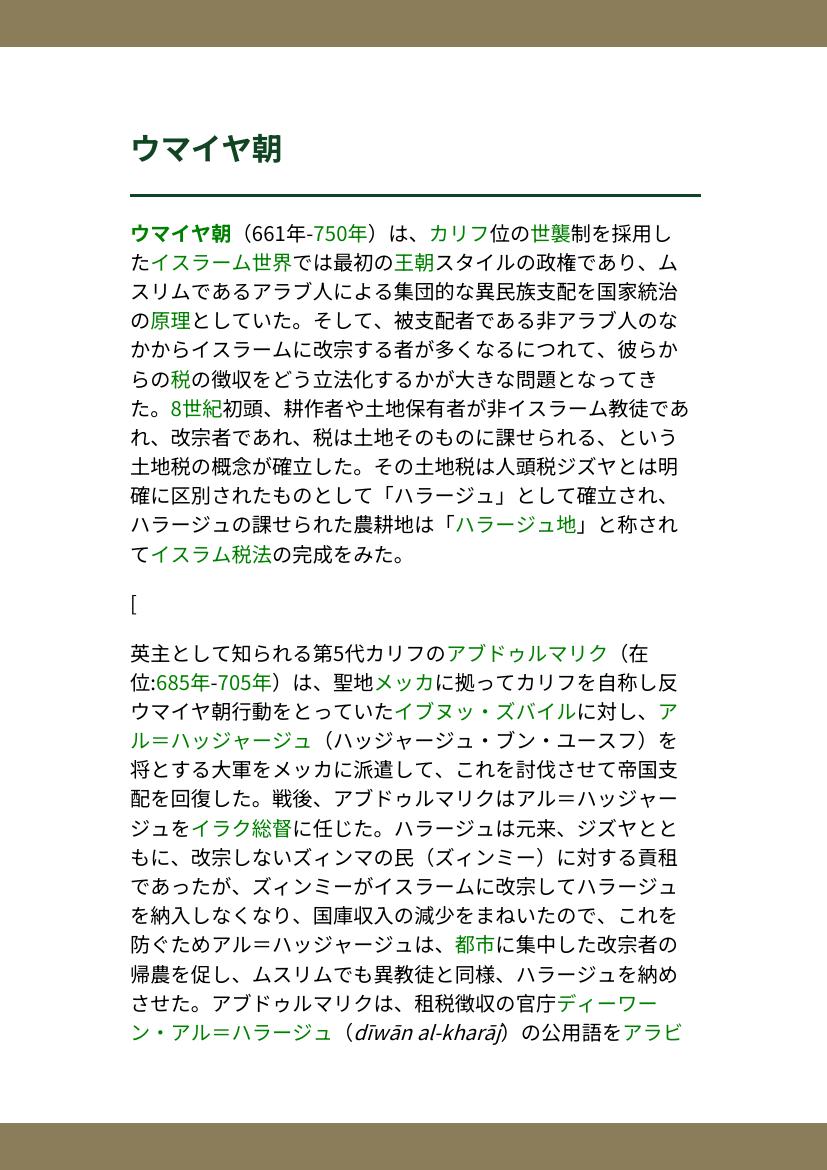 ウマイヤ朝
ウマイヤ朝（661年-750年）は、カリフ位の世襲制を採用し
たイスラーム世界では最初の王朝スタイルの政権であり、ム
スリムであるアラブ人による集団的な異民族支配を国家統治
の原理としていた。そして、被支配者である非アラブ人のな
かからイスラームに改宗する者が多くなるにつれて、彼らか
らの税の徴収をどう立法化するかが大きな問題となってき
た。8世紀初頭、耕作者や土地保有者が非イスラーム教徒であ
れ、改宗者であれ、税は土地そのものに課せられる、という
土地税の概念が確立した。その土地税は人頭税ジズヤとは明
確に区別されたものとして「ハラージュ」として確立され、
ハラージュの課せられた農耕地は「ハラージュ地」と称され
てイスラム税法の完成をみた。
[
英主として知られる第5代カリフのアブドゥルマリク（在
位:685年-705年）は、聖地メッカに拠ってカリフを自称し反
ウマイヤ朝行動をとっていたイブヌッ・ズバイルに対し、ア
ル＝ハッジャージュ（ハッジャージュ・ブン・ユースフ）を
将とする大軍をメッカに派遣して、これを討伐させて帝国支
配を回復した。戦後、アブドゥルマリクはアル＝ハッジャー
ジュをイラク総督に任じた。ハラージュは元来、ジズヤとと
もに、改宗しないズィンマの民（ズィンミー）に対する貢租
であったが、ズィンミーがイスラームに改宗してハラージュ
を納入しなくなり、国庫収入の減少をまねいたので、これを
防ぐためアル＝ハッジャージュは、都市に集中した改宗者の
帰農を促し、ムスリムでも異教徒と同様、ハラージュを納め
させた。アブドゥルマリクは、租税徴収の官庁ディーワー
ン・アル＝ハラージュ（dīwān al-kharāj）の公用語をアラビ